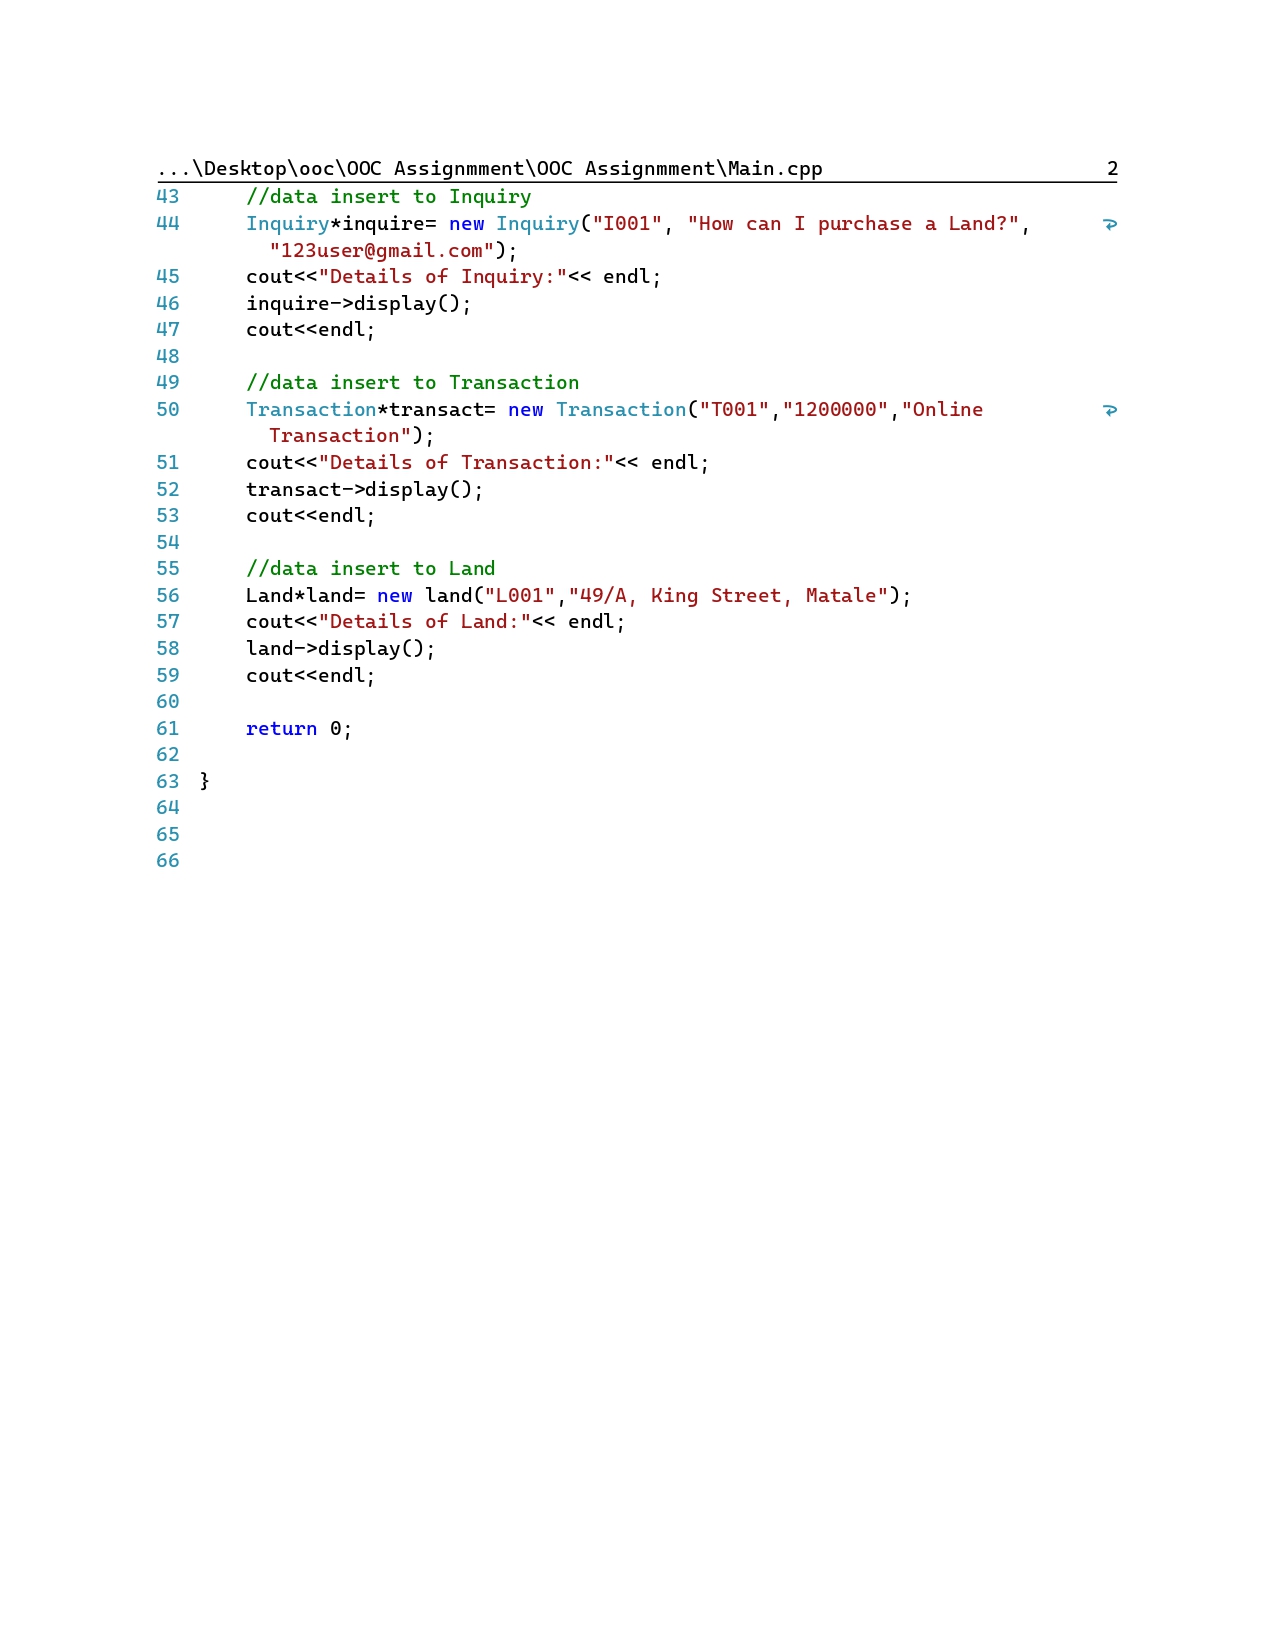 ...\Desktop\ooc\OOC Assignmment\OOC Assignmment\Main.cpp 2
43 //data insert to Inquiry
44 Inquiry*inquire= new Inquiry("I001", "How can I purchase a Land?",
"123user@gmail.com");
45 cout<<"Details of Inquiry:"<< endl;
46 inquire->display();
47 cout<<endl;
48
49 //data insert to Transaction
50 Transaction*transact= new Transaction("T001","1200000","Online
Transaction");
51 cout<<"Details of Transaction:"<< endl;
52 transact->display();
53 cout<<endl;
54
55 //data insert to Land
56 Land*land= new land("L001","49/A, King Street, Matale");
57 cout<<"Details of Land:"<< endl;
58 land->display();
59 cout<<endl;
60
61 return 0;
62
63 }
64
65
66